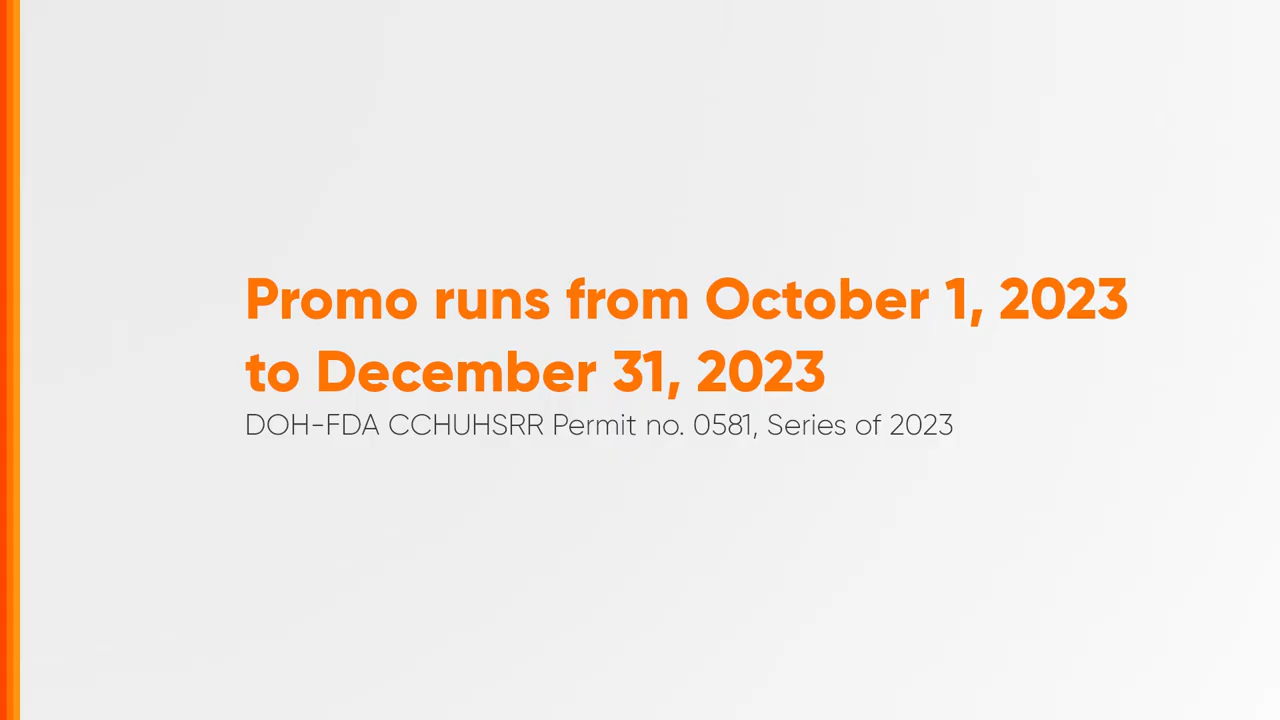 Promo runs from October 1, 2023
to December 31, 2023
DOH-FDA CCHUHSRR Permit no. 0581, Series of 2023